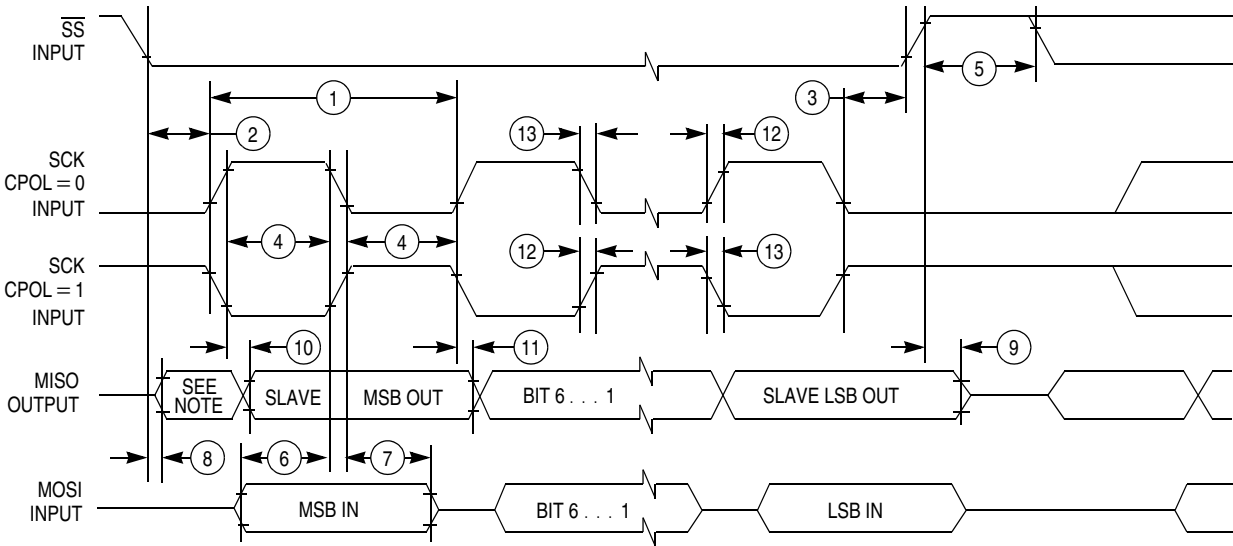 SS
INPUT
5
1
3
2
13
12
SCK
CPOL = 0
INPUT
4
4
SCK
CPOL = 1
INPUT
12
13
10
11
9
MISO
OUTPUT
SEE
NOTE
SLAVE
MSB OUT
BIT 6 . . . 1
SLAVE LSB OUT
8
6
7
MOSI
INPUT
MSB IN
BIT 6 . . . 1
LSB IN